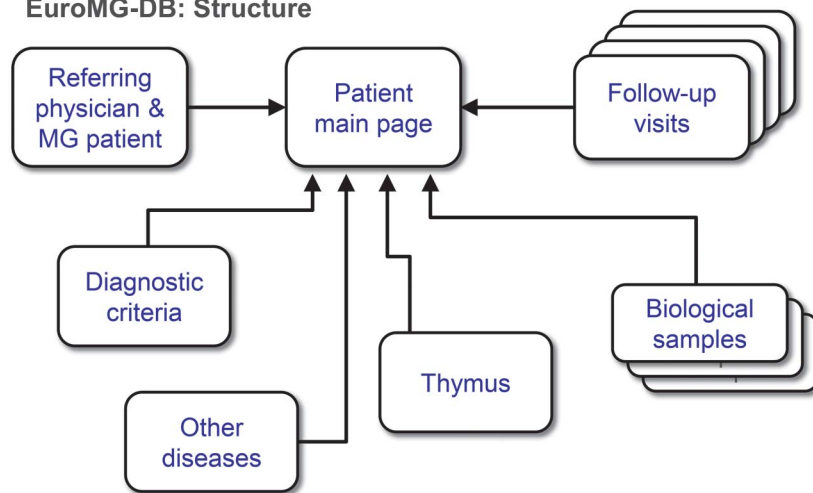 EuroMG-DB: Structure
Referring
physician &
MG patient
Patient
main page
Follow-up
visits
Diagnostic
criteria
Biological
samples
Thymus
Other
diseases